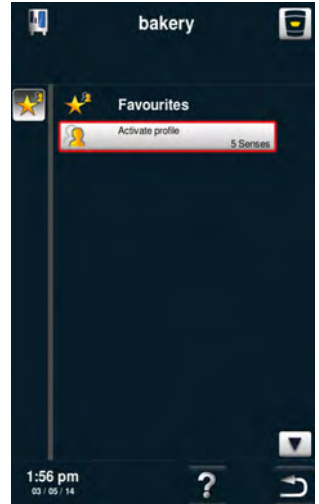 bakery
Favourites
Activate profile
5 Senses
1:56 pm
03 / 05 / 14
?